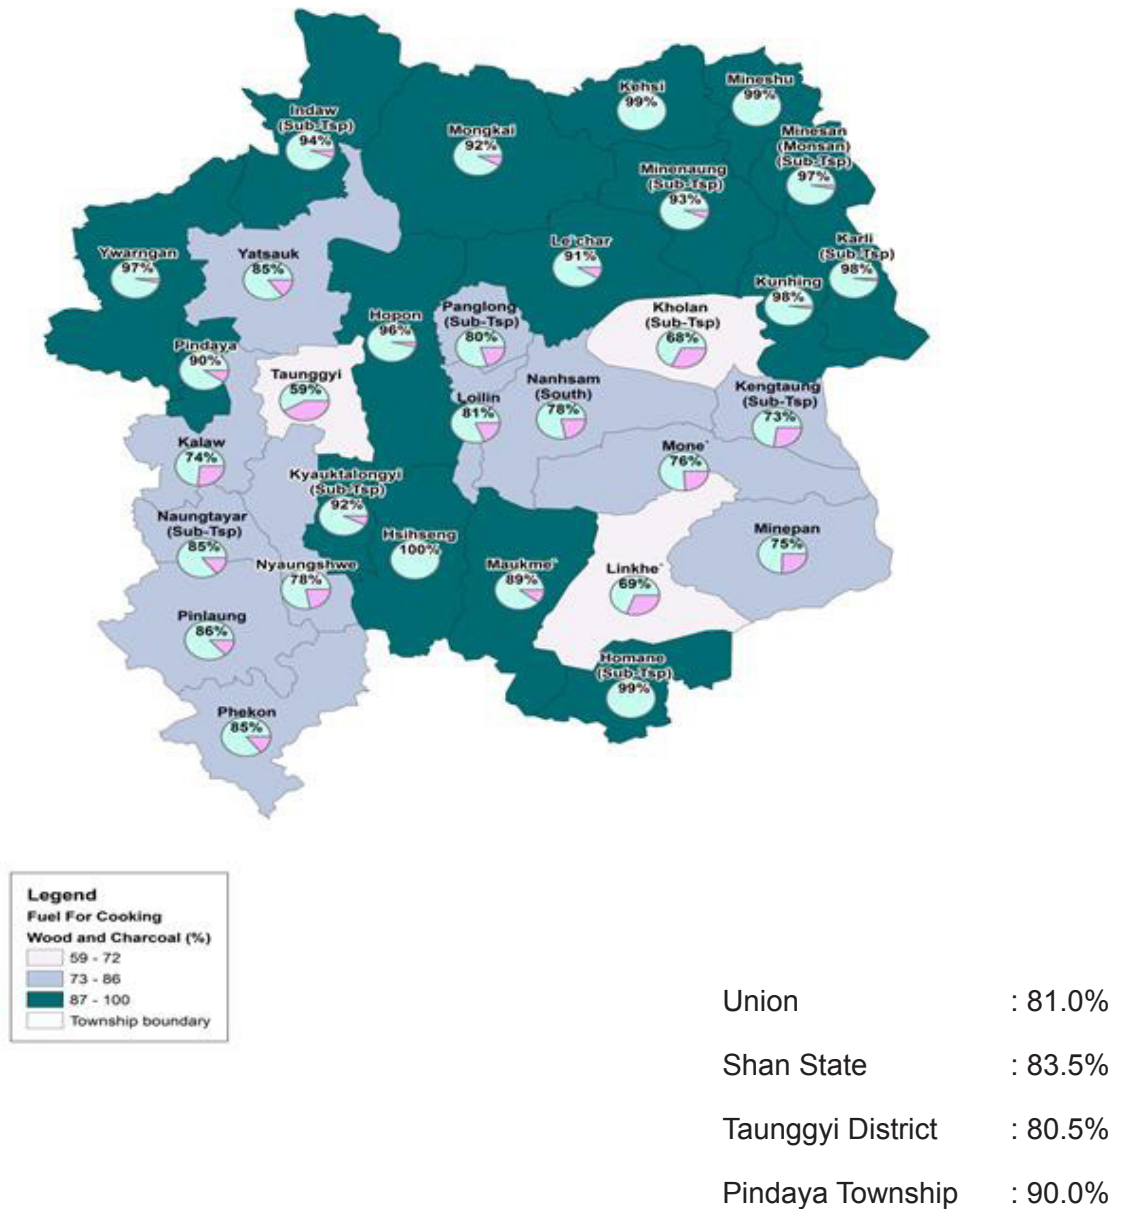 Kehsi
99%
Mineshu
99%
Indaw
(Sub-Tsp)
94%
Mongkai
92%
Minesan
(Monsan)
(Sub-Tsp)
97%
Minenaung
(Sub-Tsp)
93%
Ywarngan
97%
Yatsauk
85%
Le`char
91%
Karli
(Sub-Tsp)
98%
Kunhing
98%
Hopon
96%
Panglong
(Sub-Tsp)
80%
Kholan
(Sub-Tsp)
68%
Pindaya
90%
Taunggyi
59%
Loilin
81%
Nanhsam
(South)
78%
Kengtaung
(Sub-Tsp)
73%
Kalaw
74%
Mone`
76%
Kyauktalongyi
(Sub-Tsp)
92%
Naungtayar
(Sub-Tsp)
85%
Hsihseng
100%
Minepan
75%
Nyaungshwe
78%
Maukme`
89%
Linkhe`
69%
Pinlaung
86%
Homane
(Sub-Tsp)
99%
Phekon
85%
Legend
Fuel For Cooking
Wood and Charcoal (%)
59 - 72
73 - 86
87 - 100
Township boundary
Union : 81.0%
Shan State : 83.5%
Taunggyi District : 80.5%
Pindaya Township : 90.0%